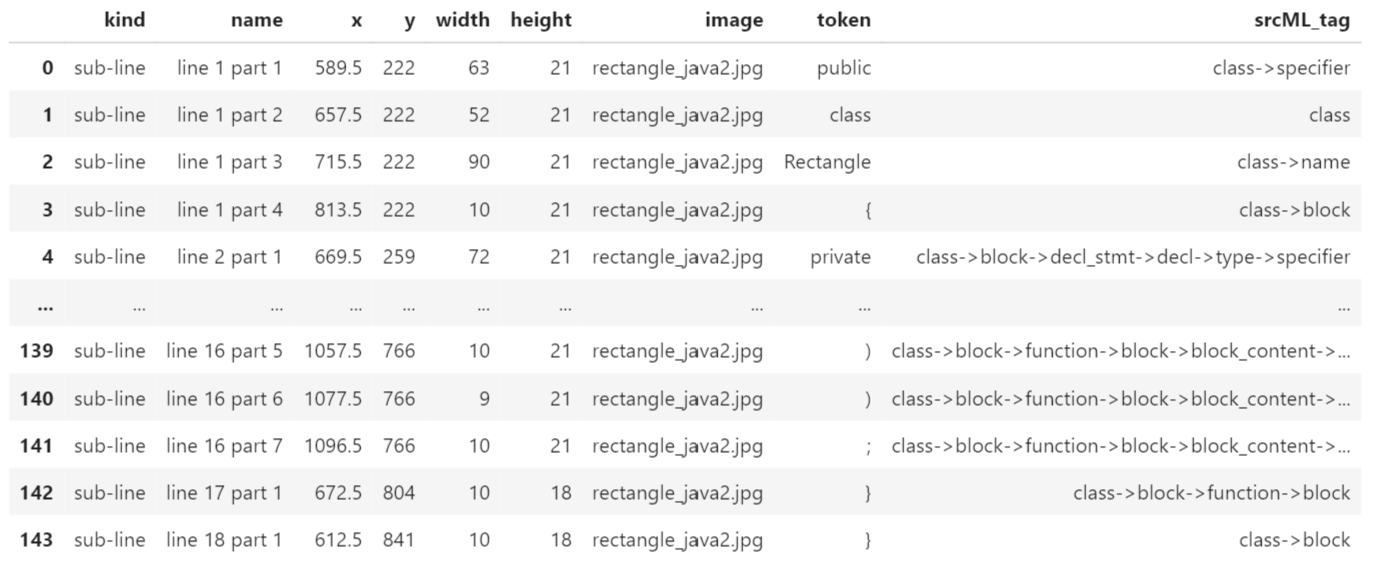 kind name x y width height image token srcML_tag
0 sub-line line 1 part 1 589.5 222 63 21 rectangle_java2.jpg public class->specifier
1 sub-line line 1 part 2 657.5 222 52 21 rectangle_java2.jpg class class
2 sub-line line 1 part 3 715.5 222 90 21 rectangle_java2.jpg Rectangle class->name
3 sub-line line 1 part 4 813.5 222 10 21 rectangle_java2.jpg { class->block
4 sub-line line 2 part 1 669.5 259 72 21 rectangle_java2.jpg private class->block->decl_stmt->decl->type->specifier
... ... ... ... ... ... ... ... ... ...
139 sub-line line 16 part 5 1057.5 766 10 21 rectangle_java2.jpg ) class->block->function->block->block_content->...
140 sub-line line 16 part 6 1077.5 766 9 21 rectangle_java2.jpg ) class->block->function->block->block_content->...
141 sub-line line 16 part 7 1096.5 766 10 21 rectangle_java2.jpg ; class->block->function->block->block_content->...
142 sub-line line 17 part 1 672.5 804 10 18 rectangle_java2.jpg } class->block->function->block
143 sub-line line 18 part 1 612.5 841 10 18 rectangle_java2.jpg } class->block